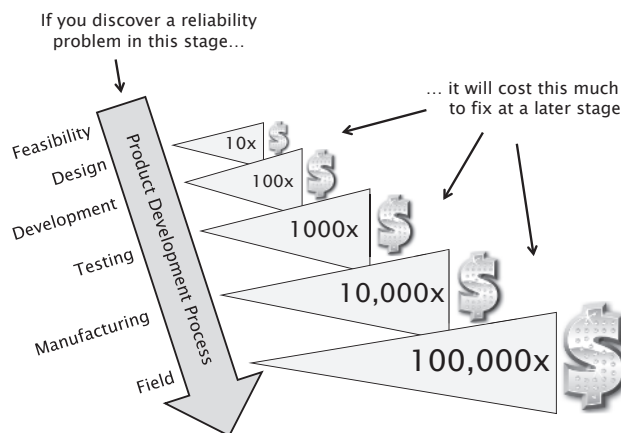 If you discover a reliability
problem in this stage…
… it will cost this much
to fix at a later stage
Feasibility
Design
Development
Testing
Manufacturing
Field
Product Development Process
10x
$
100x
$
1000x
$
10,000x
$
100,000x
$